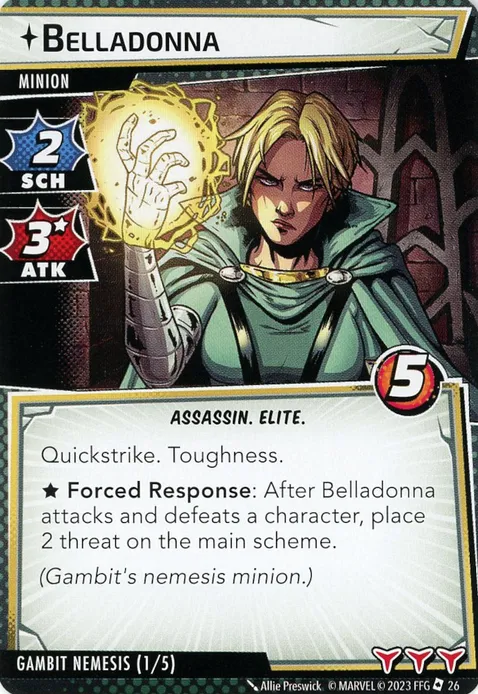 BELLADONNA
MINION
2
SCH
3
ATK
5
ASSASSIN. ELITE.
Quickstrike. Toughness.
★ Forced Response: After Belladonna
attacks and defeats a character, place
2 threat on the main scheme.
(Gambit's nemesis minion.)
GAMBIT NEMESIS (1/5)
Allie Preswick © MARVEL © 2023 FFG 26